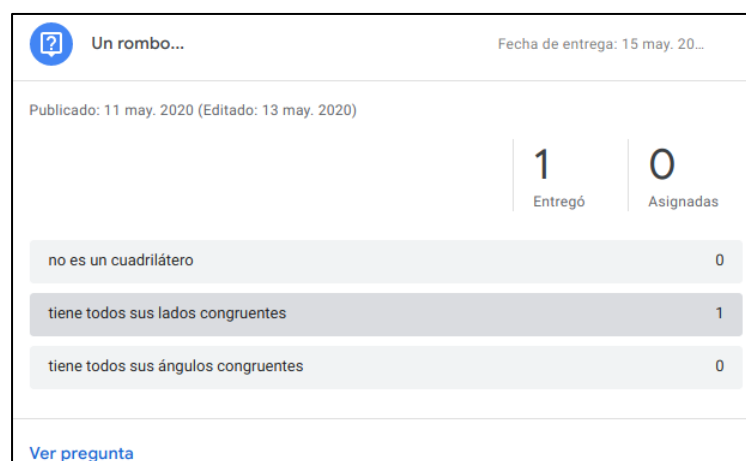 Un rombo...
Fecha de entrega: 15 may. 20...
Publicado: 11 may. 2020 (Editado: 13 may. 2020)
1
0
Entregó
Asignadas
no es un cuadrilátero
0
tiene todos sus lados congruentes
1
tiene todos sus ángulos congruentes
0
Ver pregunta